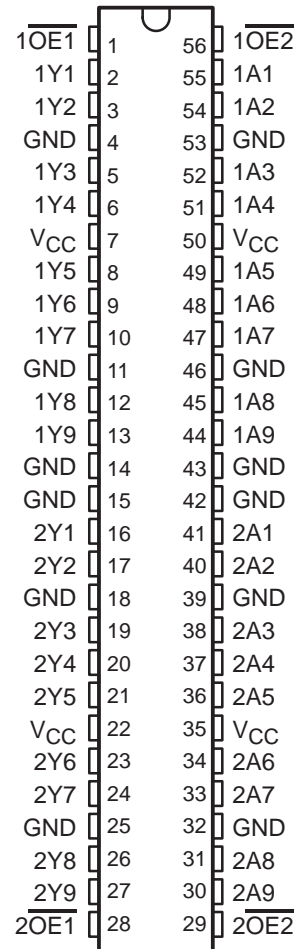 1OE1 1 56 1OE2
1Y1 2 55 1A1
1Y2 3 54 1A2
GND 4 53 GND
1Y3 5 52 1A3
1Y4 6 51 1A4
VCC 7 50 VCC
1Y5 8 49 1A5
1Y6 9 48 1A6
1Y7 10 47 1A7
GND 11 46 GND
1Y8 12 45 1A8
1Y9 13 44 1A9
GND 14 43 GND
GND 15 42 GND
2Y1 16 41 2A1
2Y2 17 40 2A2
GND 18 39 GND
2Y3 19 38 2A3
2Y4 20 37 2A4
2Y5 21 36 2A5
VCC 22 35 VCC
2Y6 23 34 2A6
2Y7 24 33 2A7
GND 25 32 GND
2Y8 26 31 2A8
2Y9 27 30 2A9
2OE1 28 29 2OE2